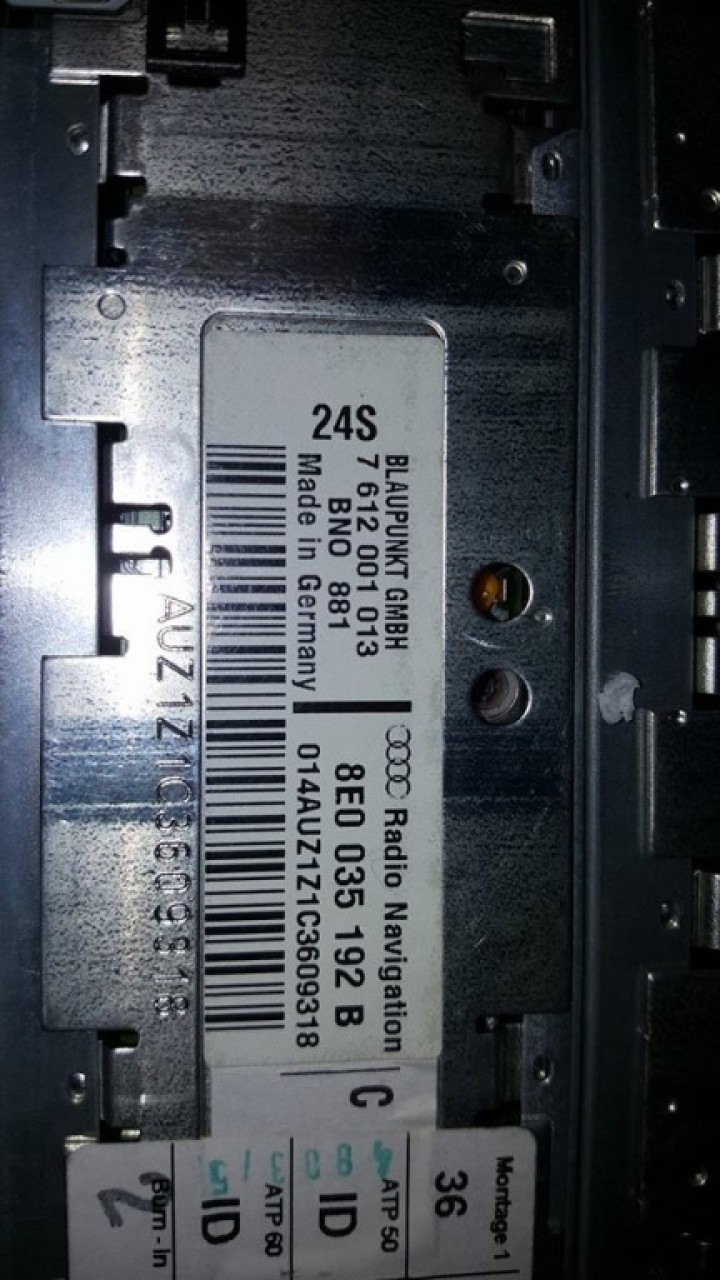 24S
BLAUPUNKT GMBH
7 612 001 013
BNO 881
Made in Germany
Radio Navigation
8E0 035 192 B
014AUZ1Z1C3609318
C
AUZ1Z1C3609318
Montage 1
36
ATP 50
ID
ATP 60
ID
Burn-In
2